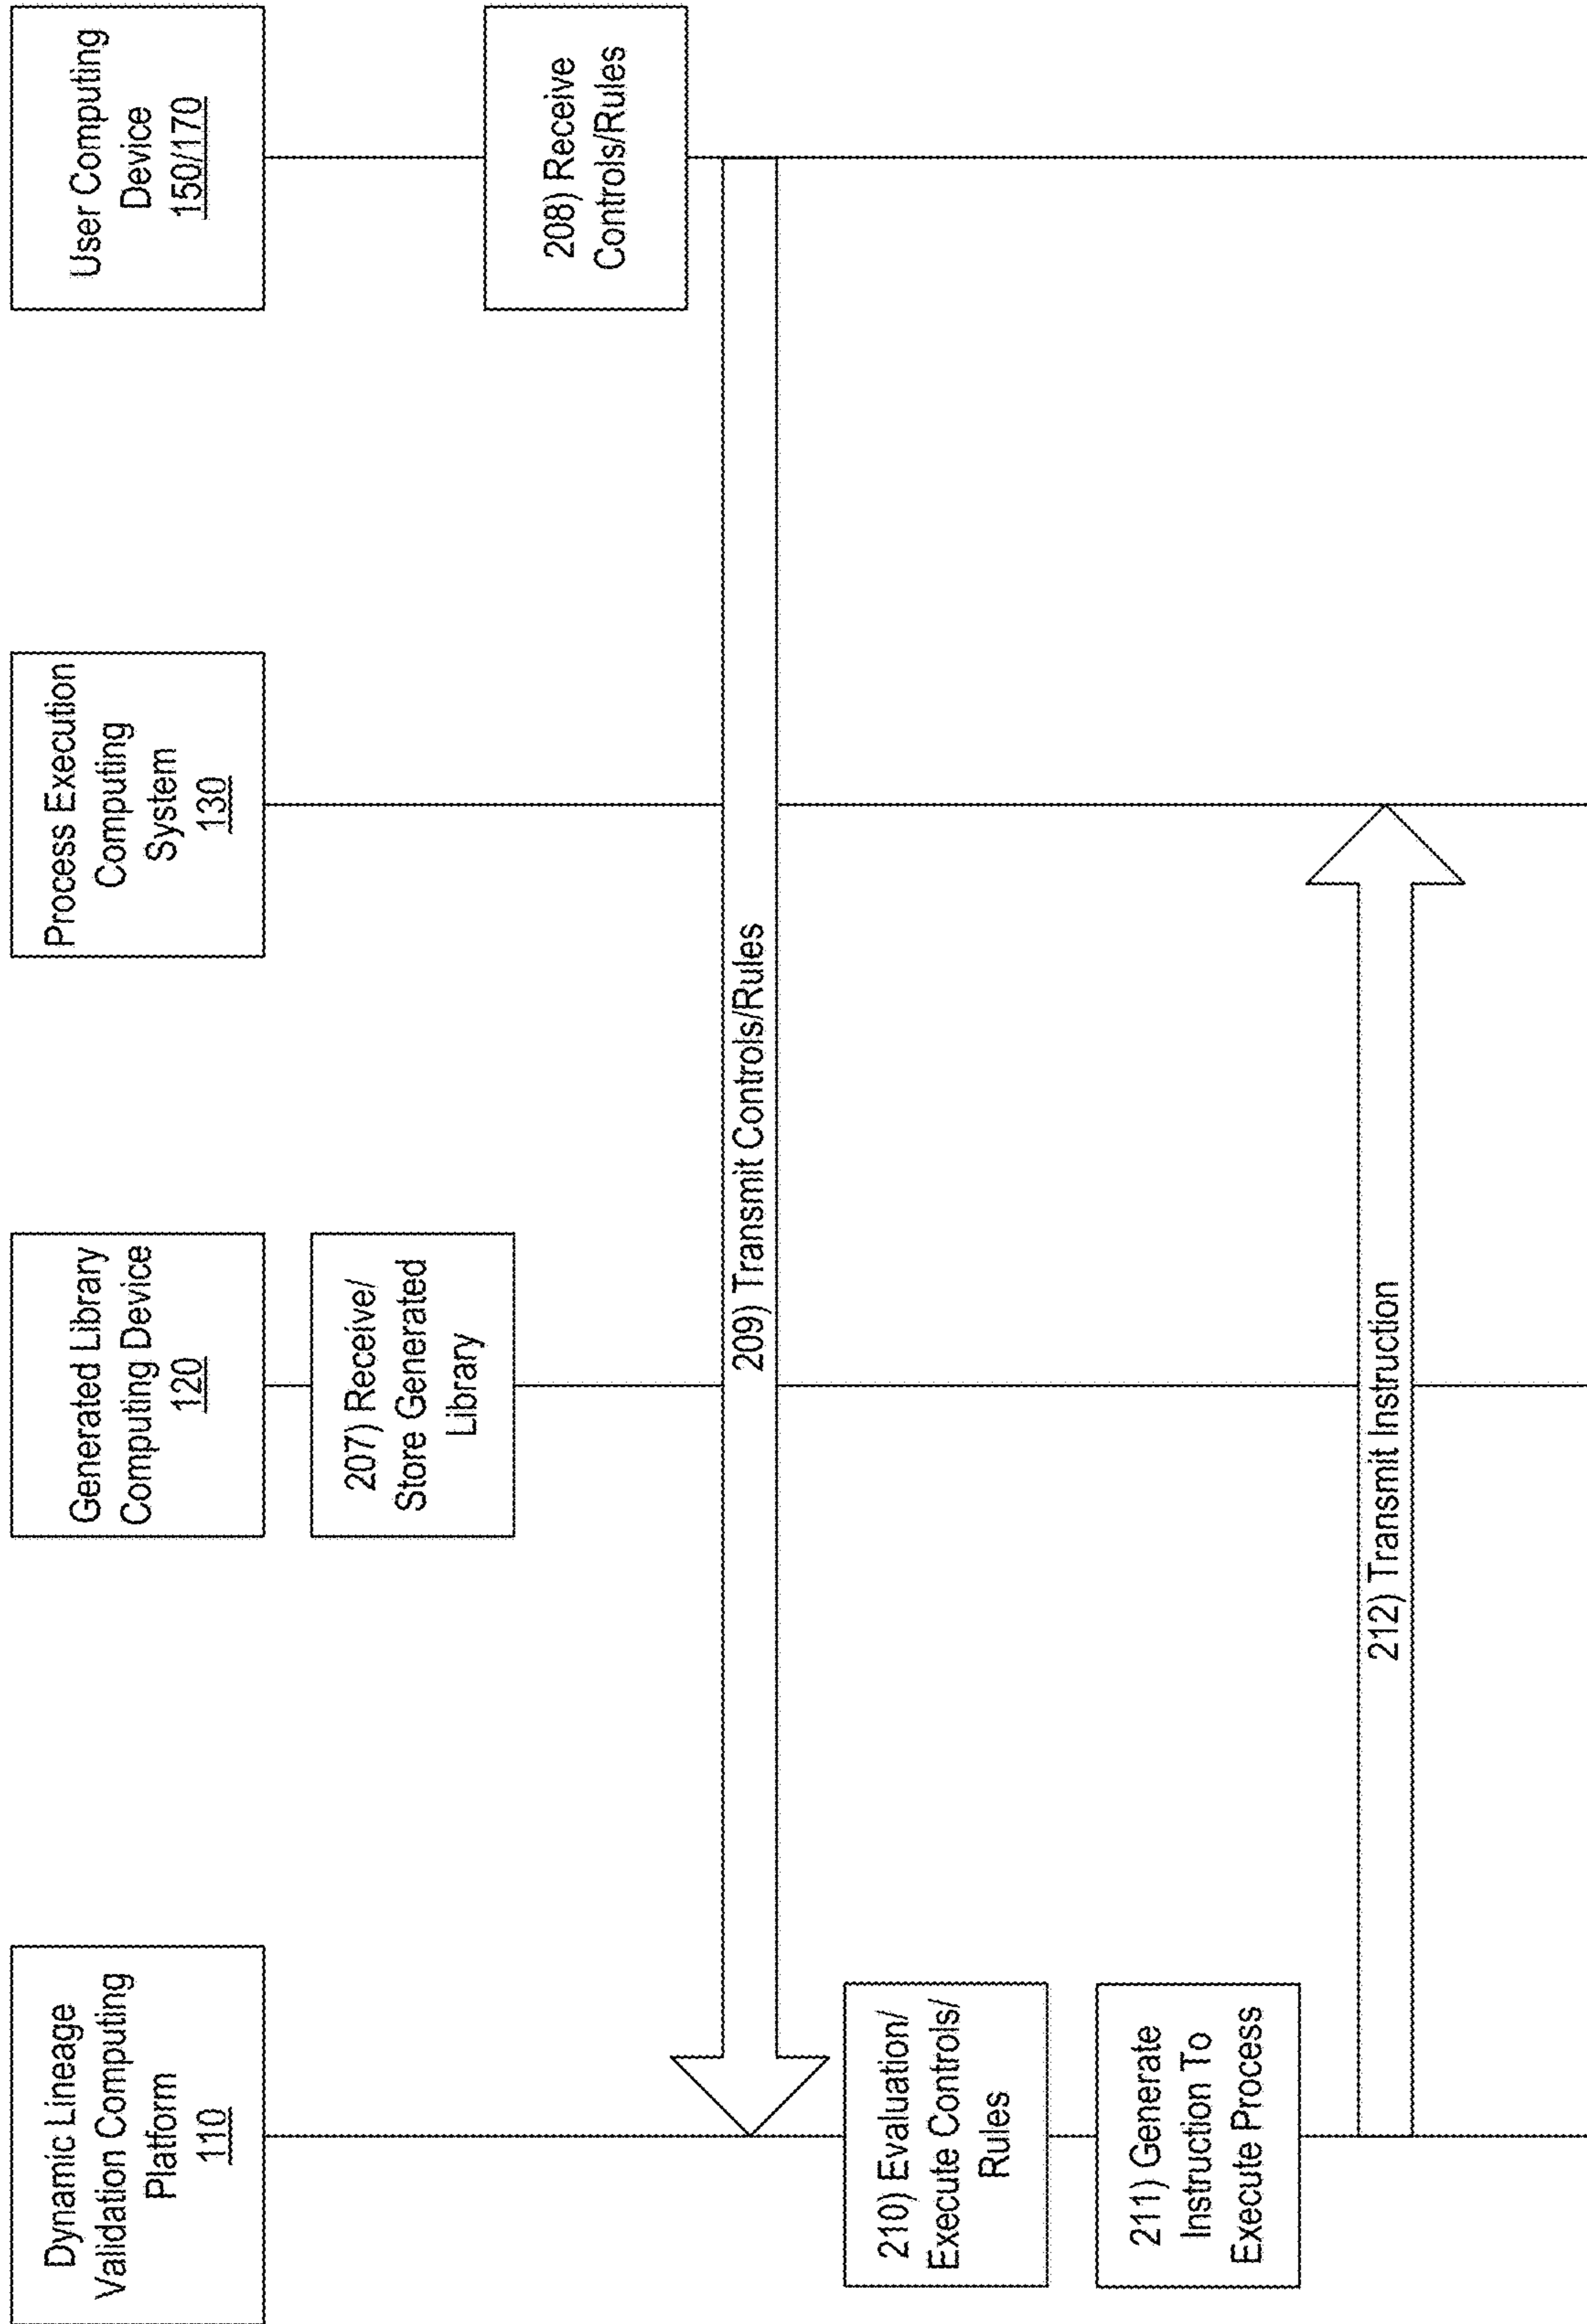 Dynamic Lineage
Validation Computing
Platform
110
Generated Library
Computing Device
120
Process Execution
Computing
System
130
User Computing
Device
150/170
207) Receive/
Store Generated
Library
208) Receive
Controls/Rules
209) Transmit Controls/Rules
210) Evaluation/
Execute Controls/
Rules
211) Generate
Instruction To
Execute Process
212) Transmit Instruction